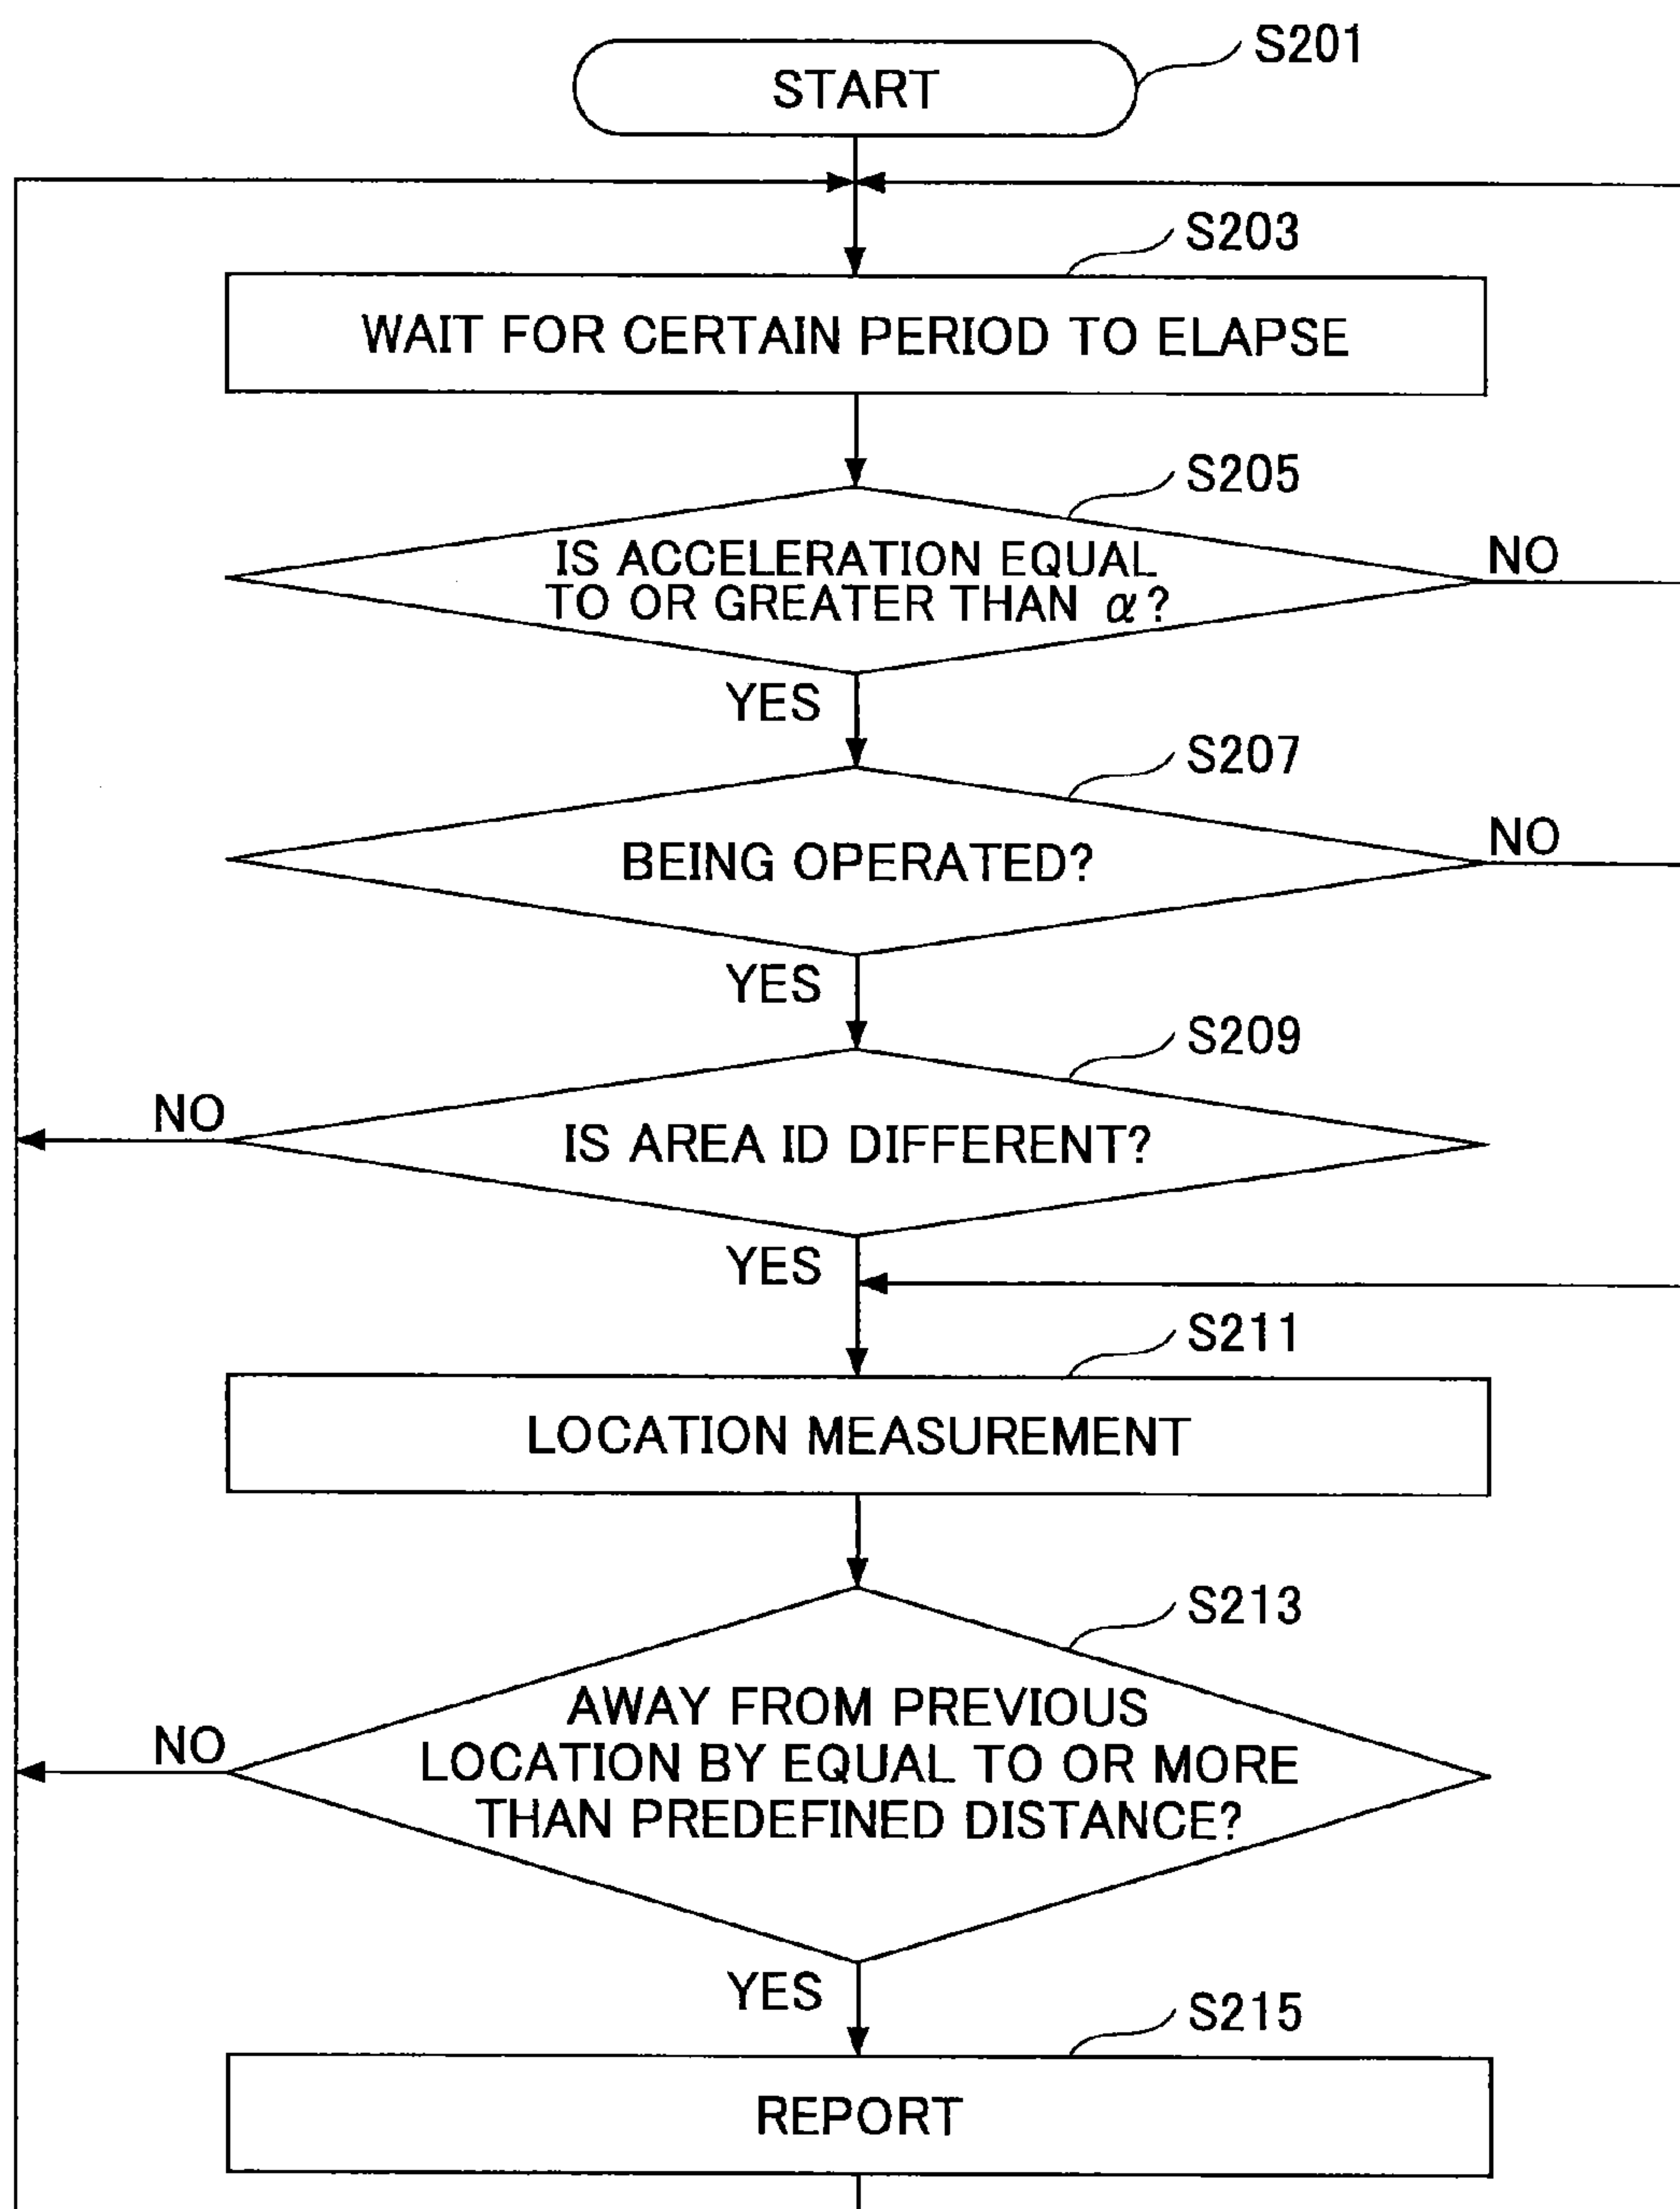 START
S201
S203
WAIT FOR CERTAIN PERIOD TO ELAPSE
S205
IS ACCELERATION EQUAL
TO OR GREATER THAN α?
NO
YES
S207
BEING OPERATED?
NO
YES
S209
IS AREA ID DIFFERENT?
NO
YES
S211
LOCATION MEASUREMENT
S213
AWAY FROM PREVIOUS
LOCATION BY EQUAL TO OR MORE
THAN PREDEFINED DISTANCE?
NO
YES
S215
REPORT